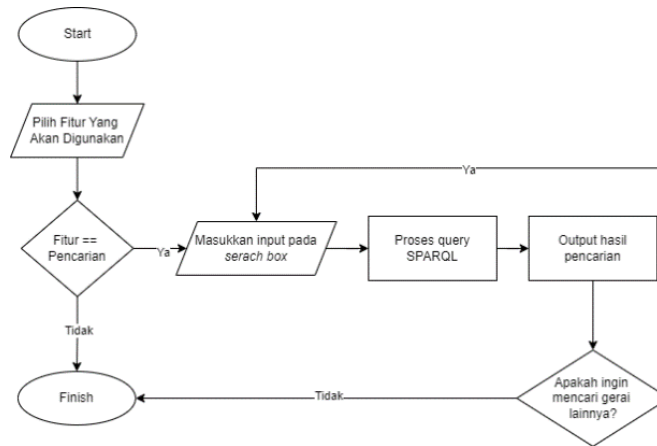 Start
Pilih Fitur Yang
Akan Digunakan
Ya
Fitur ==
Pencarian
Ya
Masukkan input pada
serach box
Proses query
SPARQL
Output hasil
pencarian
Tidak
Finish
Tidak
Apakah ingin
mencari gerai
lainnya?